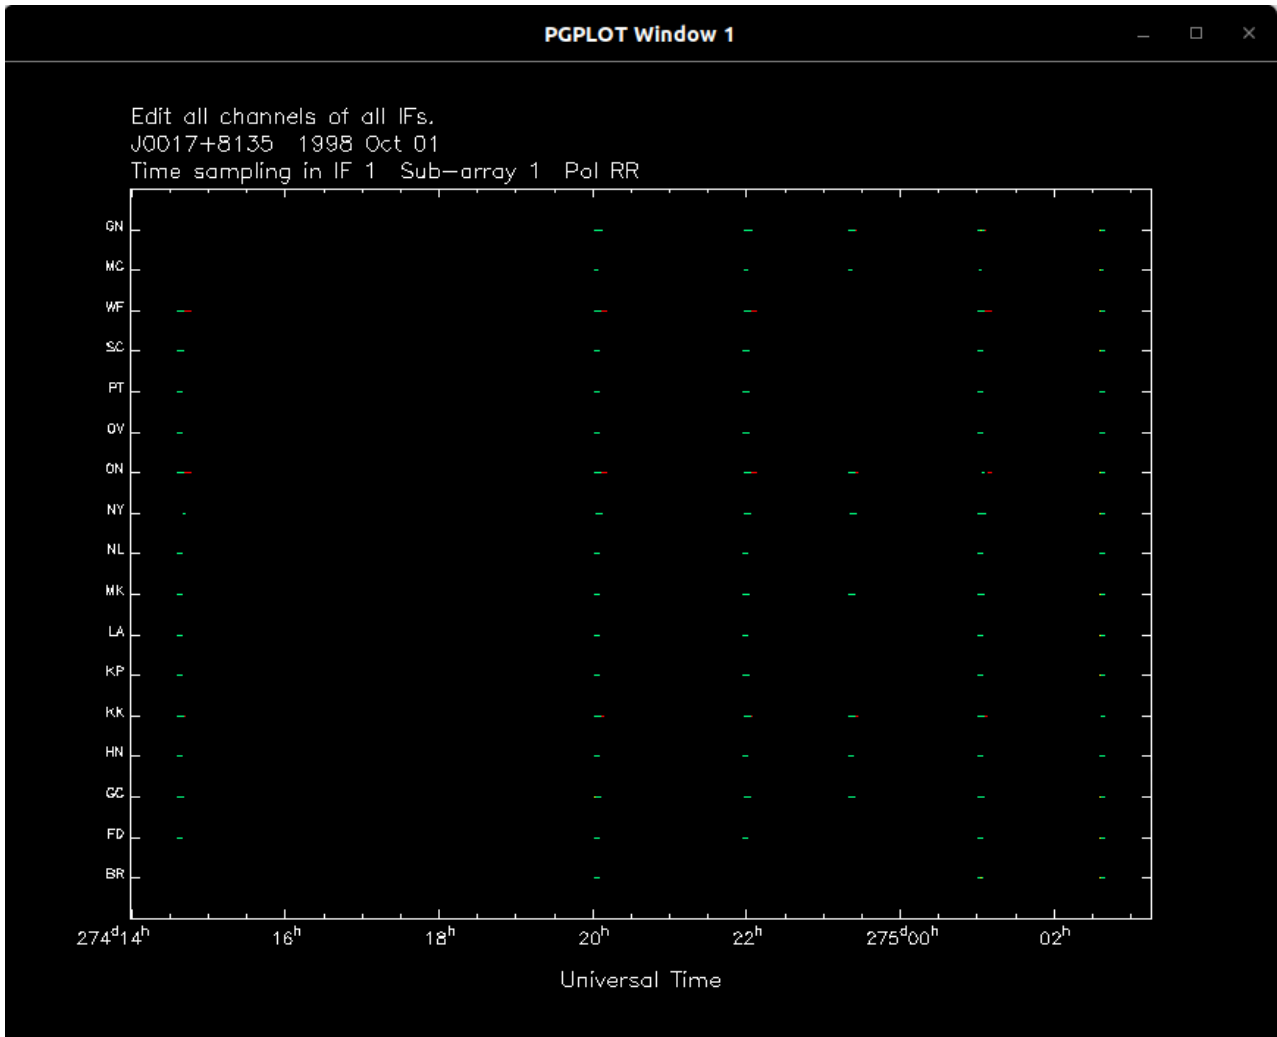 PGPLOT Window 1
Edit all channels of all IFs.
J0017+8135 1998 Oct 01
Time sampling in IF 1 Sub-array 1 Pol RR
GN
MC
WF
SC
PT
OV
ON
NY
NL
MK
LA
KP
KK
HN
GC
FD
BR
274d14h 16h 18h 20h 22h 275d00h 02h
Universal Time